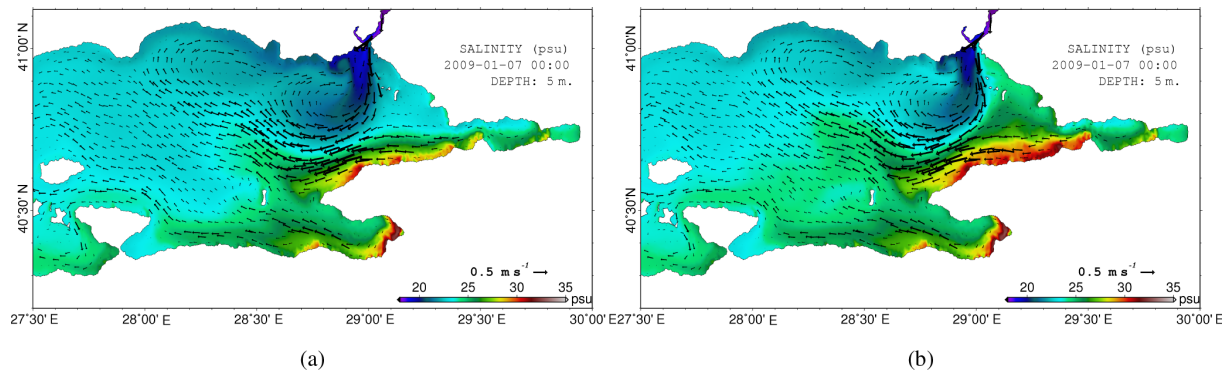 SALINITY (psu)
2009-01-07 00:00
DEPTH: 5 m.
41°00' N
40°30' N
0.5 m s⁻¹
20 25 30 35 psu
27°30' E 28°00' E 28°30' E 29°00' E 29°30' E 30°00' E
(a)
SALINITY (psu)
2009-01-07 00:00
DEPTH: 5 m.
41°00' N
40°30' N
0.5 m s⁻¹
20 25 30 35 psu
27°30' E 28°00' E 28°30' E 29°00' E 29°30' E 30°00' E
(b)